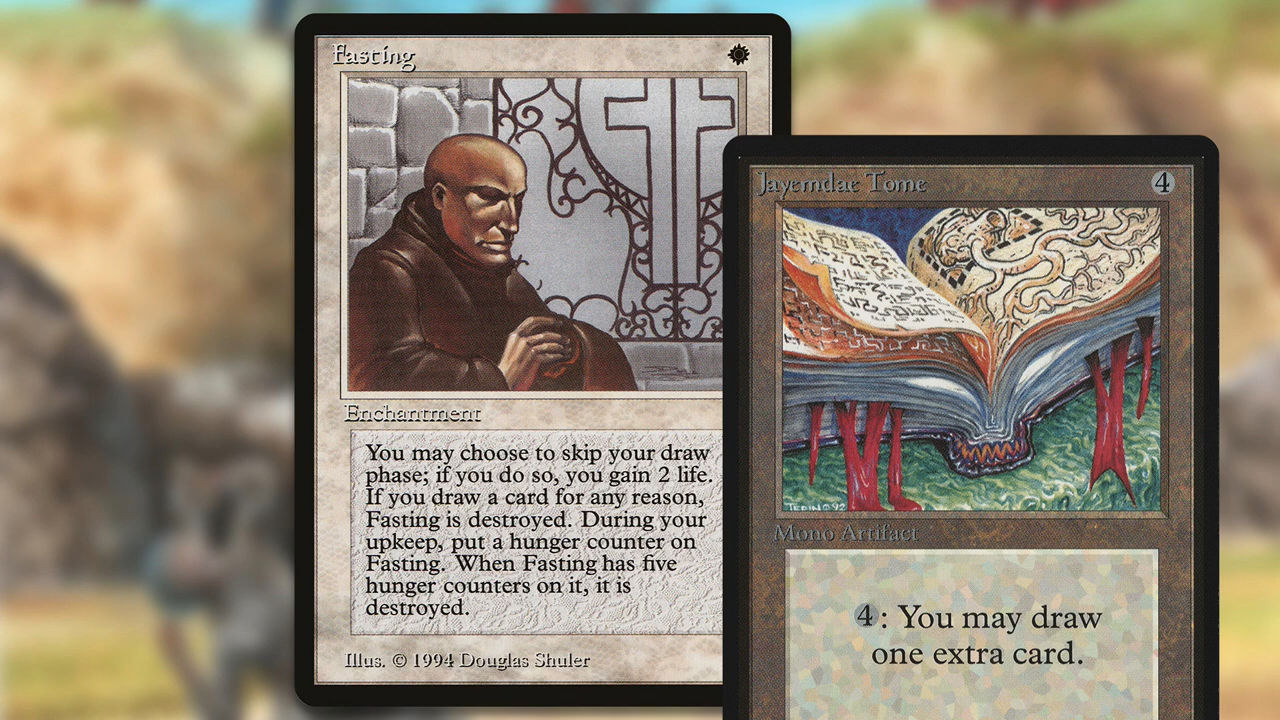 Fasting
Enchantment
You may choose to skip your draw
phase; if you do so, you gain 2 life.
If you draw a card for any reason,
Fasting is destroyed. During your
upkeep, put a hunger counter on
Fasting. When Fasting has five
hunger counters on it, it is
destroyed.
Illus. © 1994 Douglas Shuler
Jayemdae Tome 4
TEDIN©92
Mono Artifact
4: You may draw
one extra card.